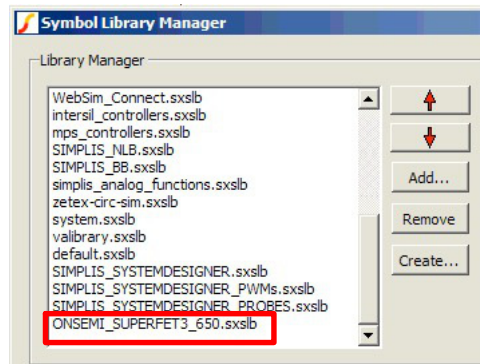 Symbol Library Manager
Library Manager
WebSim_Connect.sxslb
intersil_controllers.sxslb
mps_controllers.sxslb
SIMPLIS_NLB.sxslb
SIMPLIS_BB.sxslb
simplis_analog_functions.sxslb
zetex-circ-sim.sxslb
system.sxslb
valibrary.sxslb
default.sxslb
SIMPLIS_SYSTEMDESIGNER.sxslb
SIMPLIS_SYSTEMDESIGNER_PWMs.sxslb
SIMPLIS_SYSTEMDESIGNER_PROBES.sxslb
ONSEMI_SUPERFET3_650.sxslb
Add...
Remove
Create...